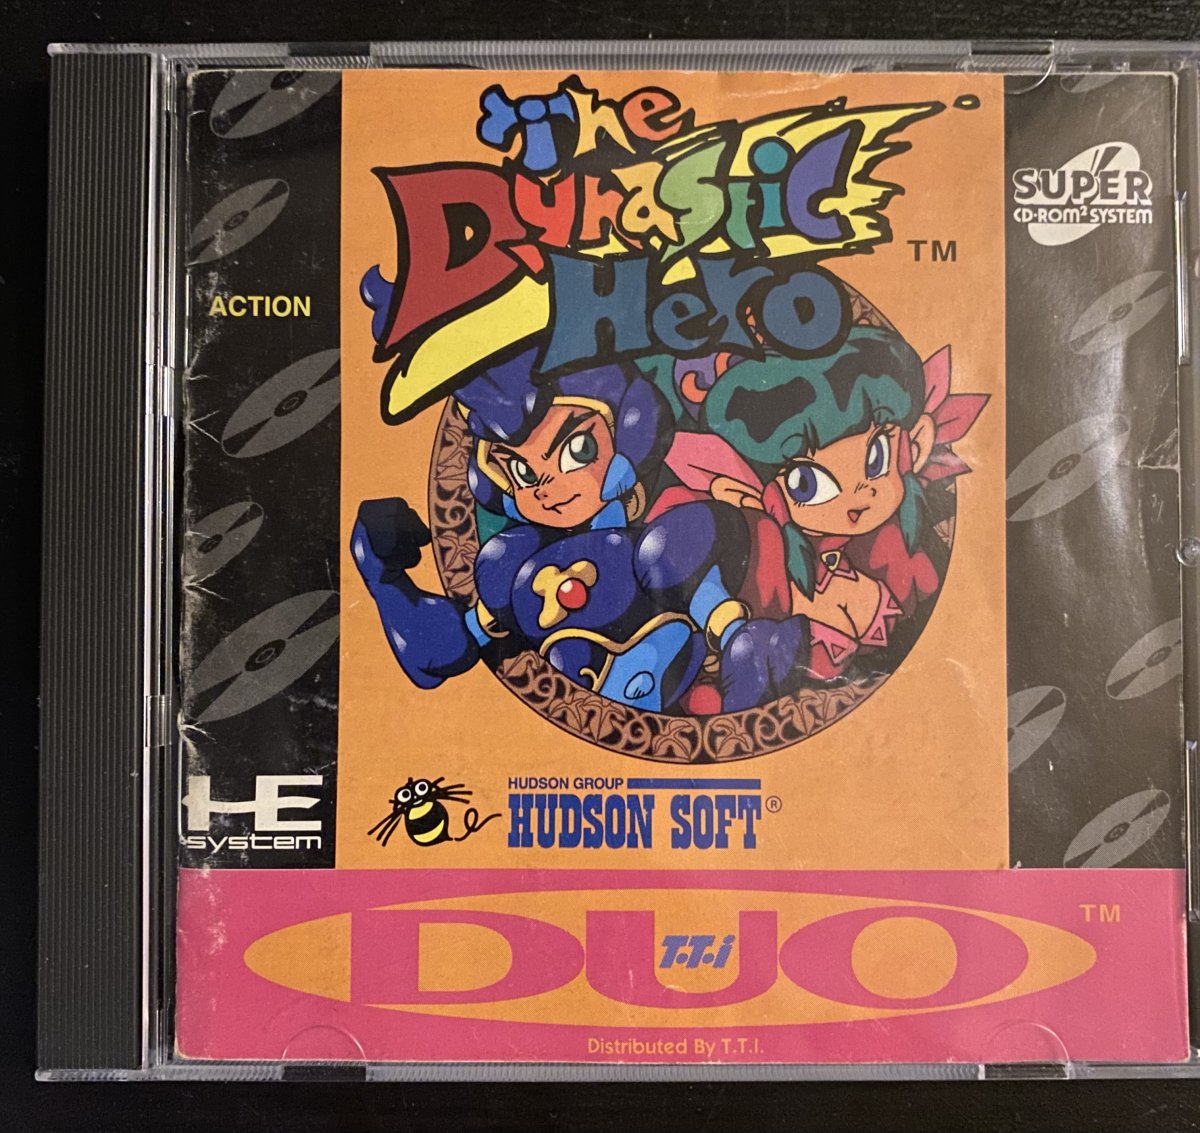 The
Dynastic
Hero
TM
SUPER
CD-ROM² SYSTEM
ACTION
HE
system
HUDSON GROUP
HUDSON SOFT®
DUO
TM
T.T.i
Distributed By T.T.I.